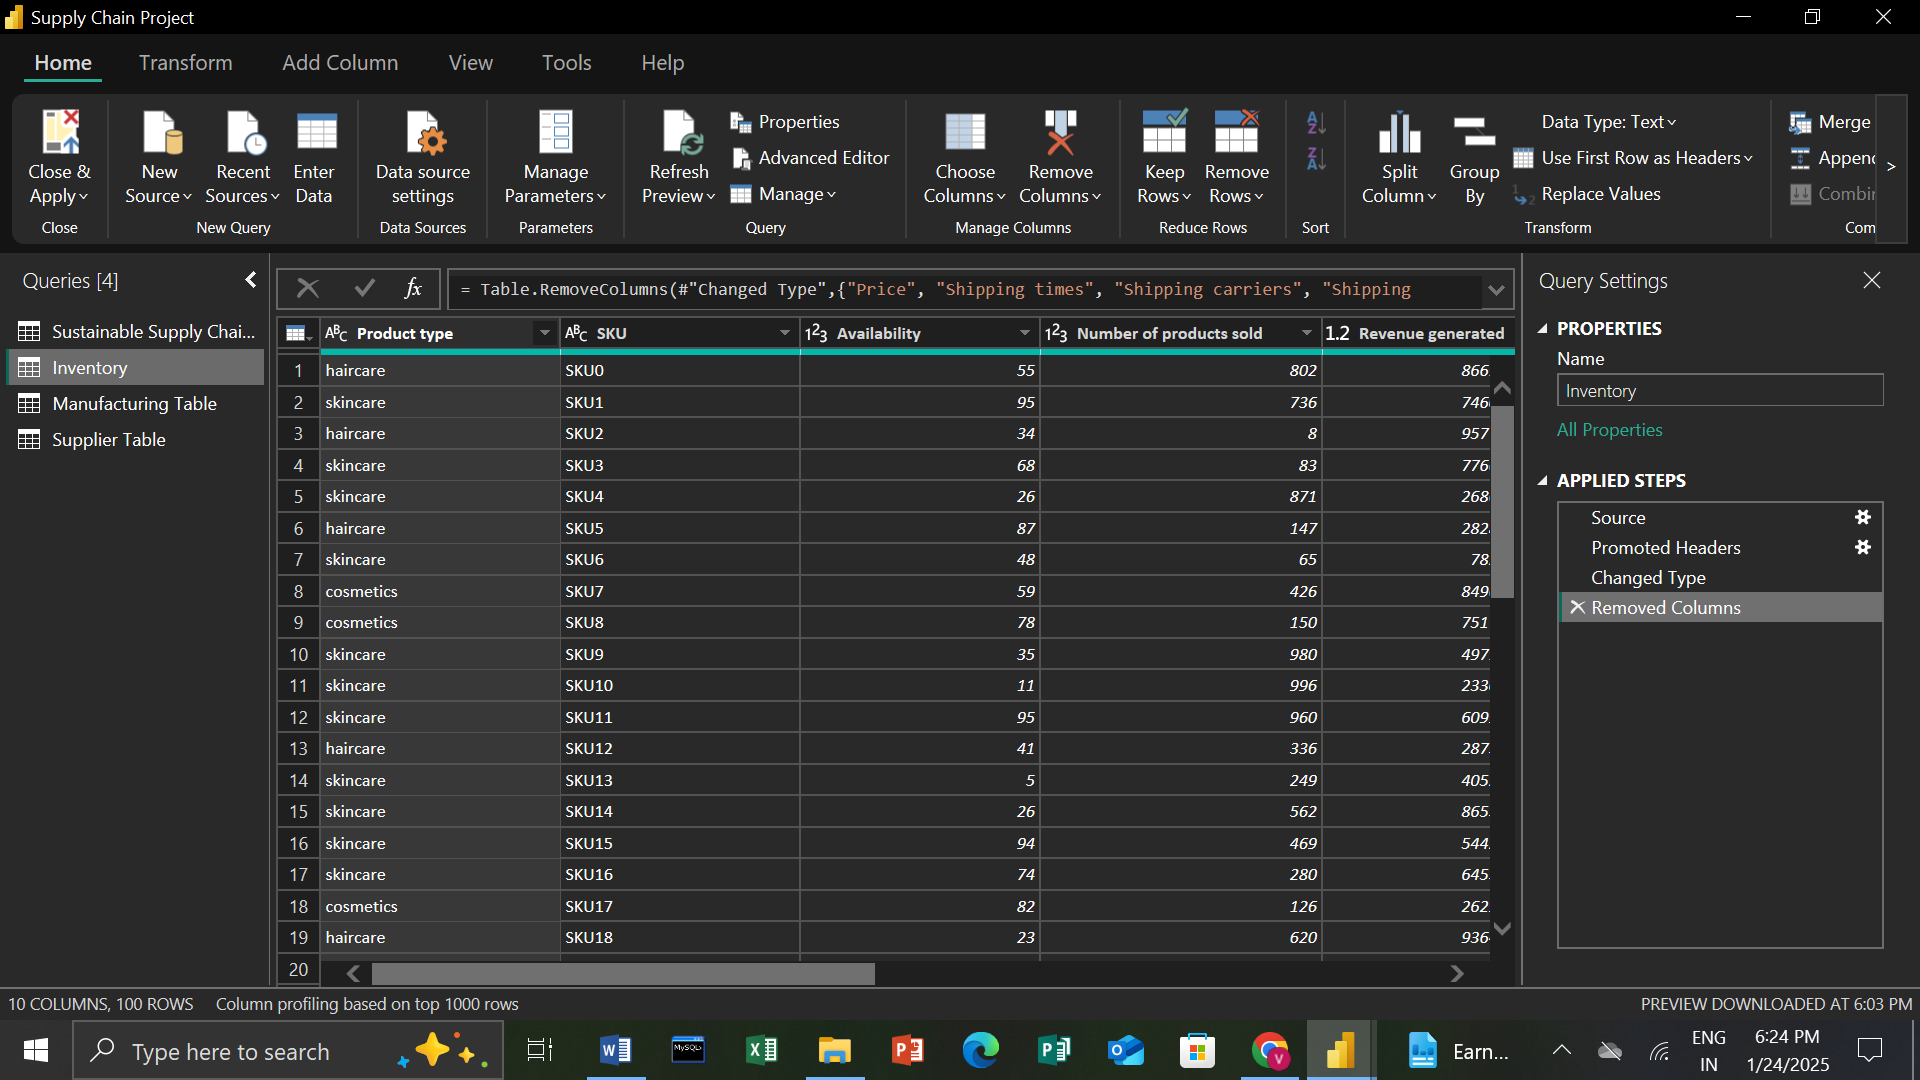 Supply Chain Project
Home Transform Add Column View Tools Help
Close & Apply
Close
New Source
Recent Sources
Enter Data
New Query
Data source settings
Data Sources
Manage Parameters
Parameters
Refresh Preview
Properties
Advanced Editor
Manage
Query
Choose Columns
Remove Columns
Manage Columns
Keep Rows
Remove Rows
Reduce Rows
Sort
Split Column
Group By
Data Type: Text
Use First Row as Headers
Replace Values
Transform
Merge
Appenc
Combin
Com
Queries [4]
Sustainable Supply Chai...
Inventory
Manufacturing Table
Supplier Table
fx = Table.RemoveColumns(#"Changed Type",{"Price", "Shipping times", "Shipping carriers", "Shipping
ABC Product type ABC SKU 123 Availability 123 Number of products sold 1.2 Revenue generated
1 haircare SKU0 55 802 866
2 skincare SKU1 95 736 746
3 haircare SKU2 34 8 957
4 skincare SKU3 68 83 776
5 skincare SKU4 26 871 268
6 haircare SKU5 87 147 282
7 skincare SKU6 48 65 78
8 cosmetics SKU7 59 426 849
9 cosmetics SKU8 78 150 751
10 skincare SKU9 35 980 497
11 skincare SKU10 11 996 233
12 skincare SKU11 95 960 609
13 haircare SKU12 41 336 287
14 skincare SKU13 5 249 405
15 skincare SKU14 26 562 865
16 skincare SKU15 94 469 544
17 skincare SKU16 74 280 645
18 cosmetics SKU17 82 126 262
19 haircare SKU18 23 620 936
20
Query Settings
PROPERTIES
Name
Inventory
All Properties
APPLIED STEPS
Source
Promoted Headers
Changed Type
Removed Columns
10 COLUMNS, 100 ROWS Column profiling based on top 1000 rows PREVIEW DOWNLOADED AT 6:03 PM
Type here to search
MySQL
Earn...
ENG
IN
6:24 PM
1/24/2025